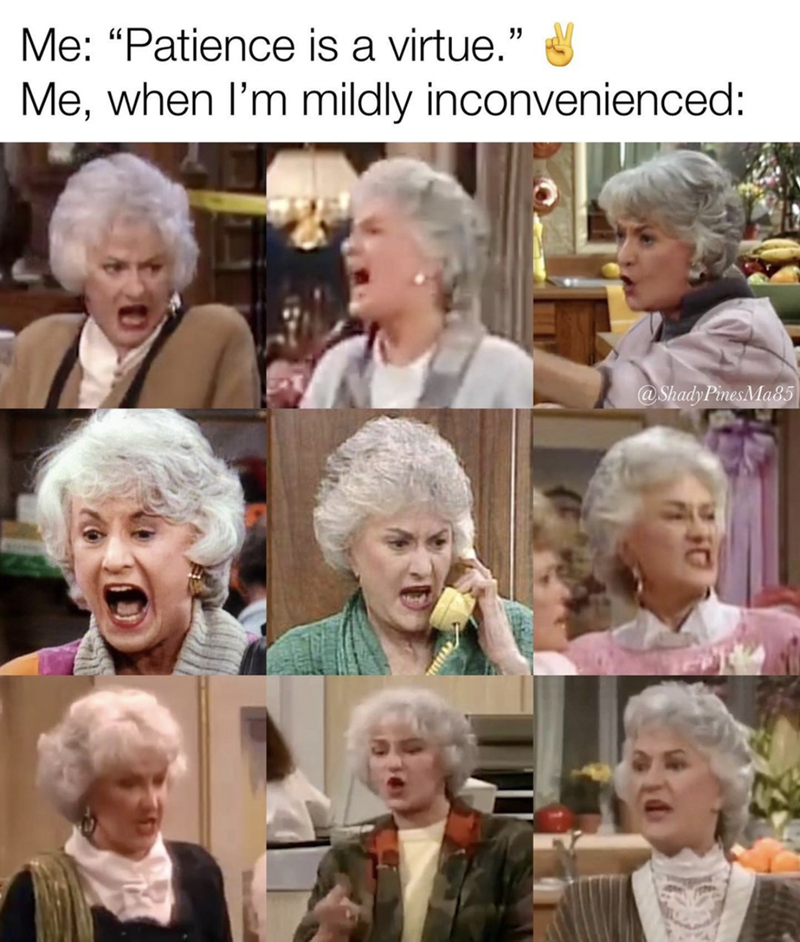 Me: “Patience is a virtue.” ✌️
Me, when I’m mildly inconvenienced:
@ShadyPinesMa85